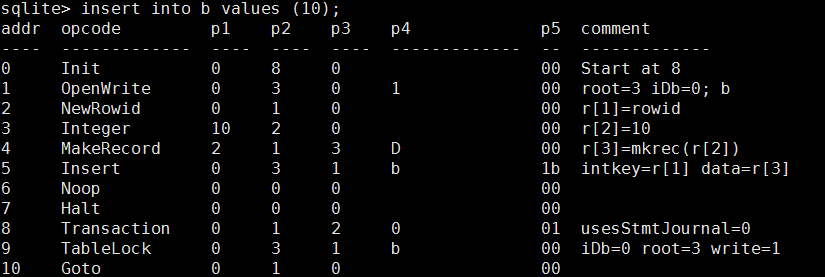 sqlite> insert into b values (10);
addr  opcode         p1    p2    p3    p4             p5  comment
----  -------------  ----  ----  ----  -------------  --  -------------
0     Init           0     8     0                    00  Start at 8
1     OpenWrite      0     3     0     1              00  root=3 iDb=0; b
2     NewRowid       0     1     0                    00  r[1]=rowid
3     Integer        10    2     0                    00  r[2]=10
4     MakeRecord     2     1     3     D              00  r[3]=mkrec(r[2])
5     Insert         0     3     1     b              1b  intkey=r[1] data=r[3]
6     Noop           0     0     0                    00
7     Halt           0     0     0                    00
8     Transaction    0     1     2     0              01  usesStmtJournal=0
9     TableLock      0     3     1     b              00  iDb=0 root=3 write=1
10    Goto           0     1     0                    00